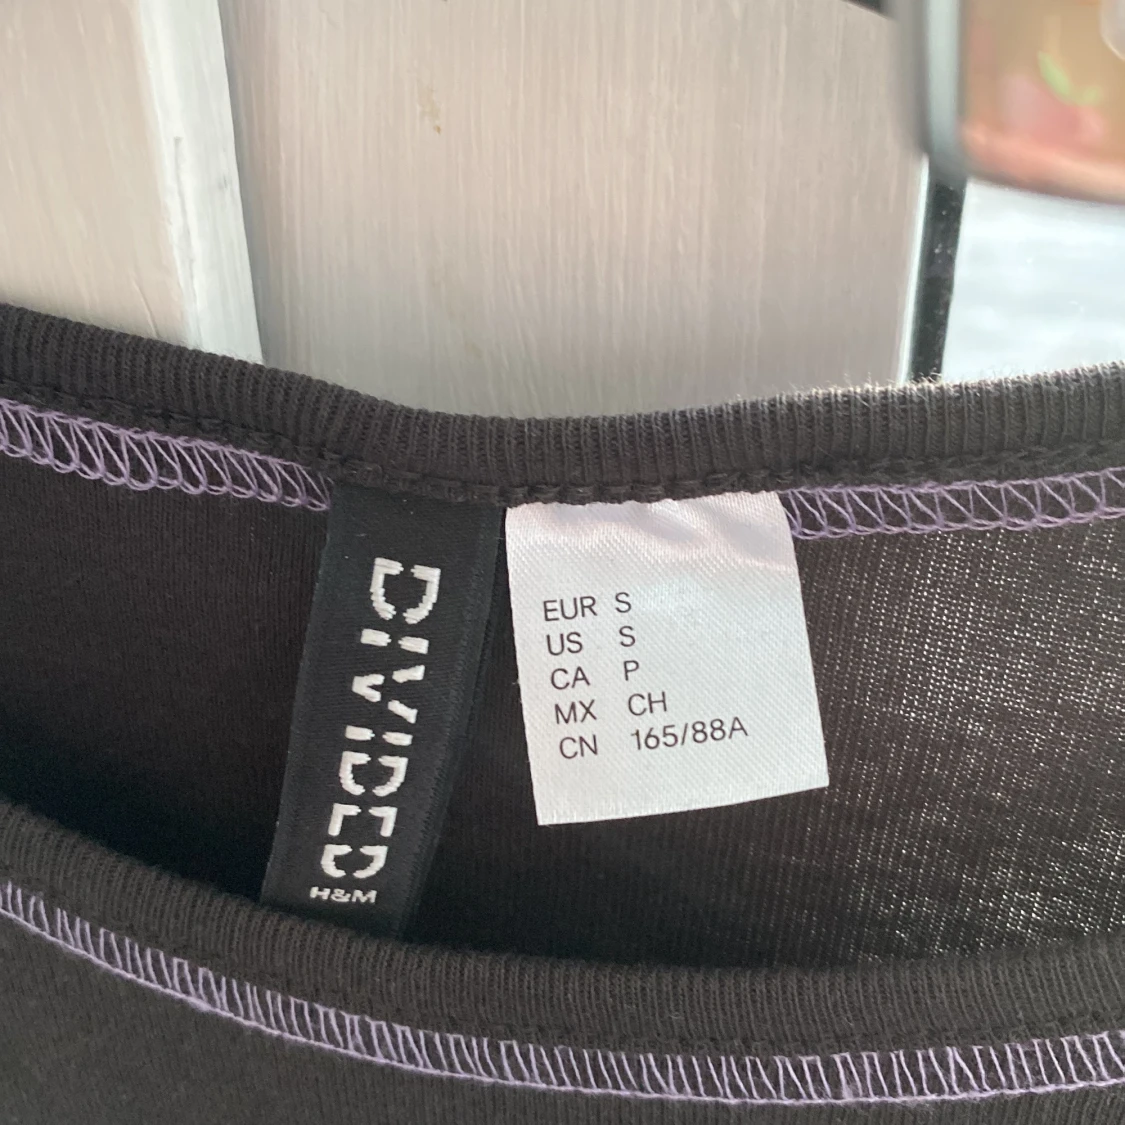 DIVIDED
H&M
EUR S
US S
CA P
MX CH
CN 165/88A